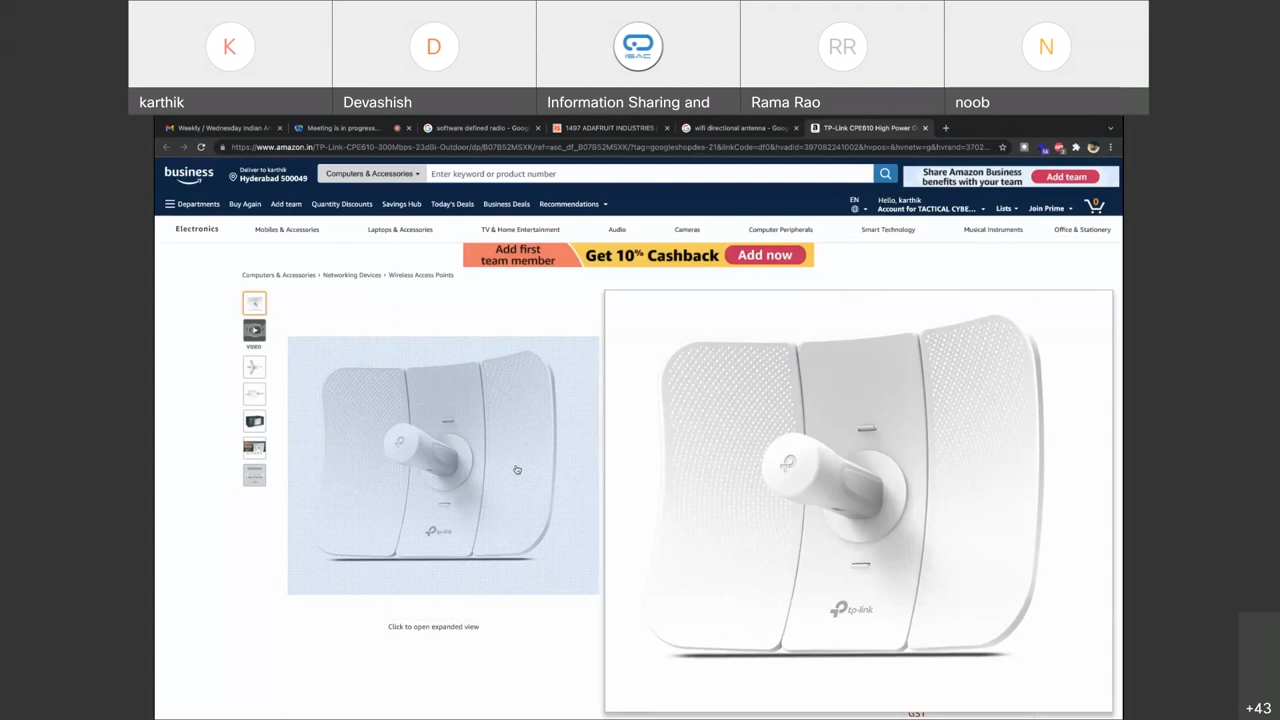 K
D
ISAC
RR
N
karthik
Devashish
Information Sharing and
Rama Rao
noob
Weekly / Wednesday Indian A
Meeting is in progress...
software defined radio - Goog
1497 ADAFRUIT INDUSTRIES
wifi directional antenna - Goog
TP-Link CPE610 High Power O
https://www.amazon.in/TP-Link-CPE610-300Mbps-23dBi-Outdoor/dp/B07B52MSXK/ref=asc_df_B07B52MSXK/?tag=googleshopdes-21&linkCode=df0&hvadid=397082241002&hvpos=&hvnetw=g&hvrand=3702...
business
Deliver to karthik
Hyderabad 500049
Computers & Accessories
Enter keyword or product number
Share Amazon Business
benefits with your team
Add team
Departments
Buy Again
Add team
Quantity Discounts
Savings Hub
Today's Deals
Business Deals
Recommendations
EN
Hello, karthik
Account for TACTICAL CYBE...
Lists
Join Prime
0
Electronics
Mobiles & Accessories
Laptops & Accessories
TV & Home Entertainment
Audio
Cameras
Computer Peripherals
Smart Technology
Musical Instruments
Office & Stationery
Add first
team member
Get 10% Cashback
Add now
Computers & Accessories › Networking Devices › Wireless Access Points
VIDEO
tp-link
tp-link
Click to open expanded view
GST
+43